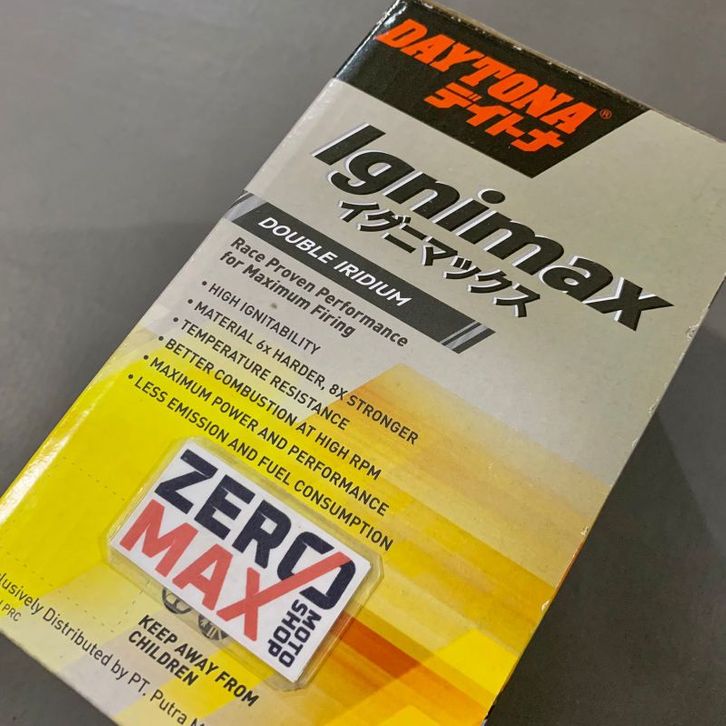 DAYTONA®
デイトナ
Ignimax
イグニマックス
DOUBLE IRIDIUM
Race Proven Performance
for Maximum Firing
• HIGH IGNITABILITY
• MATERIAL 6x HARDER, 8X STRONGER
• TEMPERATURE RESISTANCE
• BETTER COMBUSTION AT HIGH RPM
• MAXIMUM POWER AND PERFORMANCE
• LESS EMISSION AND FUEL CONSUMPTION
ZERO
MAX
MOTO
SHOP
KEEP AWAY FROM
CHILDREN
Distributed by PT. Putra
PRC